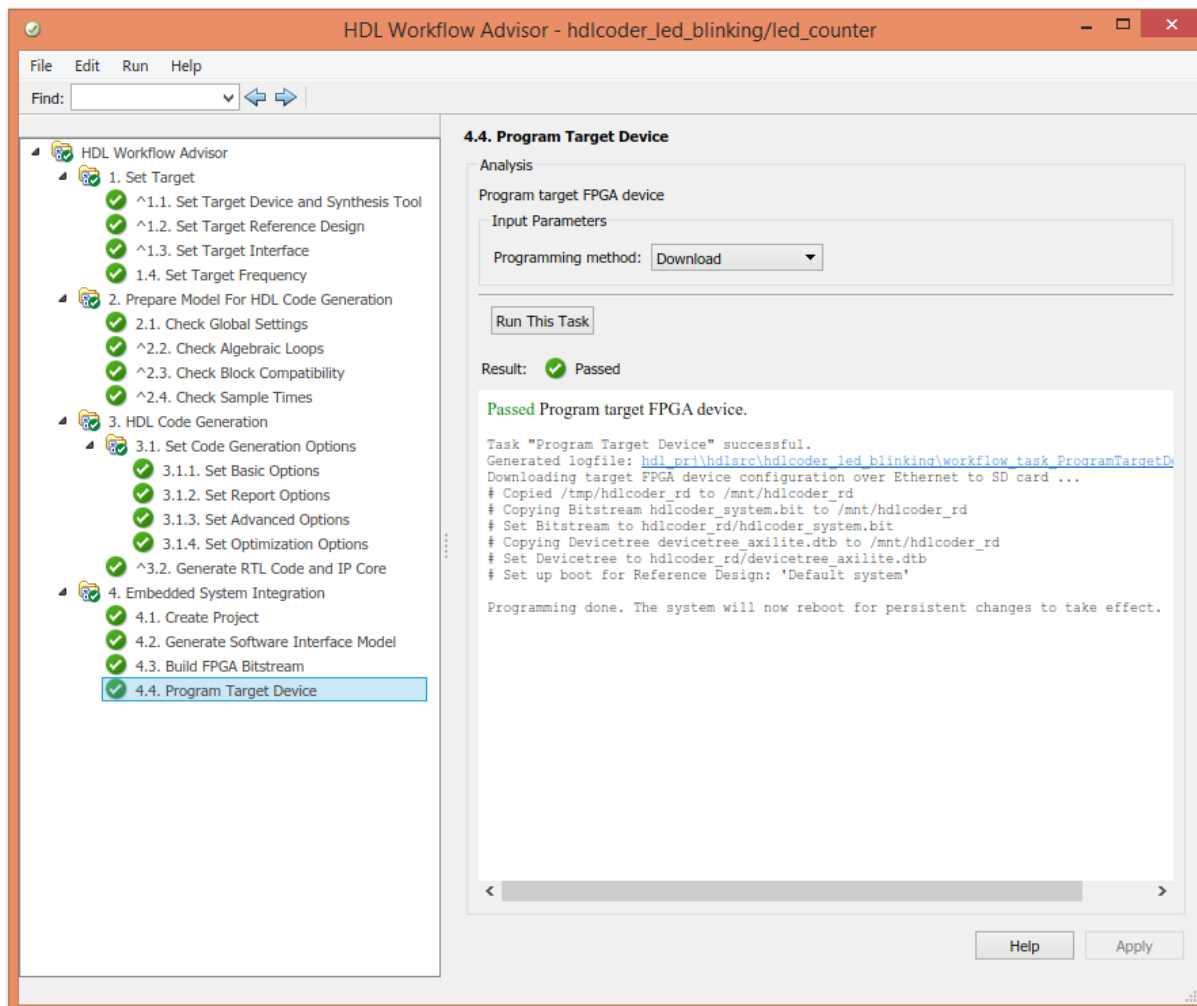 HDL Workflow Advisor - hdlcoder_led_blinking/led_counter
File Edit Run Help
Find:
HDL Workflow Advisor
1. Set Target
^1.1. Set Target Device and Synthesis Tool
^1.2. Set Target Reference Design
^1.3. Set Target Interface
1.4. Set Target Frequency
2. Prepare Model For HDL Code Generation
2.1. Check Global Settings
^2.2. Check Algebraic Loops
^2.3. Check Block Compatibility
^2.4. Check Sample Times
3. HDL Code Generation
3.1. Set Code Generation Options
3.1.1. Set Basic Options
3.1.2. Set Report Options
3.1.3. Set Advanced Options
3.1.4. Set Optimization Options
^3.2. Generate RTL Code and IP Core
4. Embedded System Integration
4.1. Create Project
4.2. Generate Software Interface Model
4.3. Build FPGA Bitstream
4.4. Program Target Device
4.4. Program Target Device
Analysis
Program target FPGA device
Input Parameters
Programming method: Download
Run This Task
Result: Passed
Passed Program target FPGA device.
Task "Program Target Device" successful.
Generated logfile: hdl_prj\hdlsrc\hdlcoder_led_blinking\workflow_task_ProgramTargetDe
Downloading target FPGA device configuration over Ethernet to SD card ...
# Copied /tmp/hdlcoder_rd to /mnt/hdlcoder_rd
# Copying Bitstream hdlcoder_system.bit to /mnt/hdlcoder_rd
# Set Bitstream to hdlcoder_rd/hdlcoder_system.bit
# Copying Devicetree devicetree_axilite.dtb to /mnt/hdlcoder_rd
# Set Devicetree to hdlcoder_rd/devicetree_axilite.dtb
# Set up boot for Reference Design: 'Default system'
Programming done. The system will now reboot for persistent changes to take effect.
Help Apply